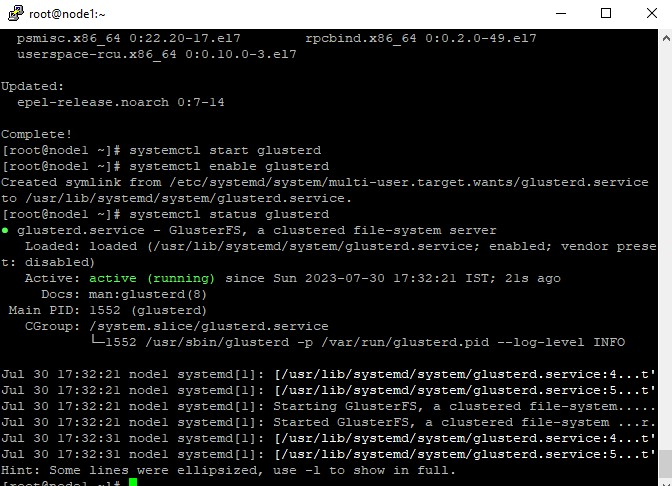 root@node1:~
  psmisc.x86_64 0:22.20-17.el7        rpcbind.x86_64 0:0.2.0-49.el7
  userspace-rcu.x86_64 0:0.10.0-3.el7

Updated:
  epel-release.noarch 0:7-14

Complete!
[root@node1 ~]# systemctl start glusterd
[root@node1 ~]# systemctl enable glusterd
Created symlink from /etc/systemd/system/multi-user.target.wants/glusterd.service
to /usr/lib/systemd/system/glusterd.service.
[root@node1 ~]# systemctl status glusterd
● glusterd.service - GlusterFS, a clustered file-system server
   Loaded: loaded (/usr/lib/systemd/system/glusterd.service; enabled; vendor prese
t: disabled)
   Active: active (running) since Sun 2023-07-30 17:32:21 IST; 21s ago
     Docs: man:glusterd(8)
 Main PID: 1552 (glusterd)
   CGroup: /system.slice/glusterd.service
           └─1552 /usr/sbin/glusterd -p /var/run/glusterd.pid --log-level INFO

Jul 30 17:32:21 node1 systemd[1]: [/usr/lib/systemd/system/glusterd.service:4...t'
Jul 30 17:32:21 node1 systemd[1]: [/usr/lib/systemd/system/glusterd.service:5...t'
Jul 30 17:32:21 node1 systemd[1]: Starting GlusterFS, a clustered file-system.....
Jul 30 17:32:21 node1 systemd[1]: Started GlusterFS, a clustered file-system ...r.
Jul 30 17:32:31 node1 systemd[1]: [/usr/lib/systemd/system/glusterd.service:4...t'
Jul 30 17:32:31 node1 systemd[1]: [/usr/lib/systemd/system/glusterd.service:5...t'
Hint: Some lines were ellipsized, use -l to show in full.
[root@node1 ~]#